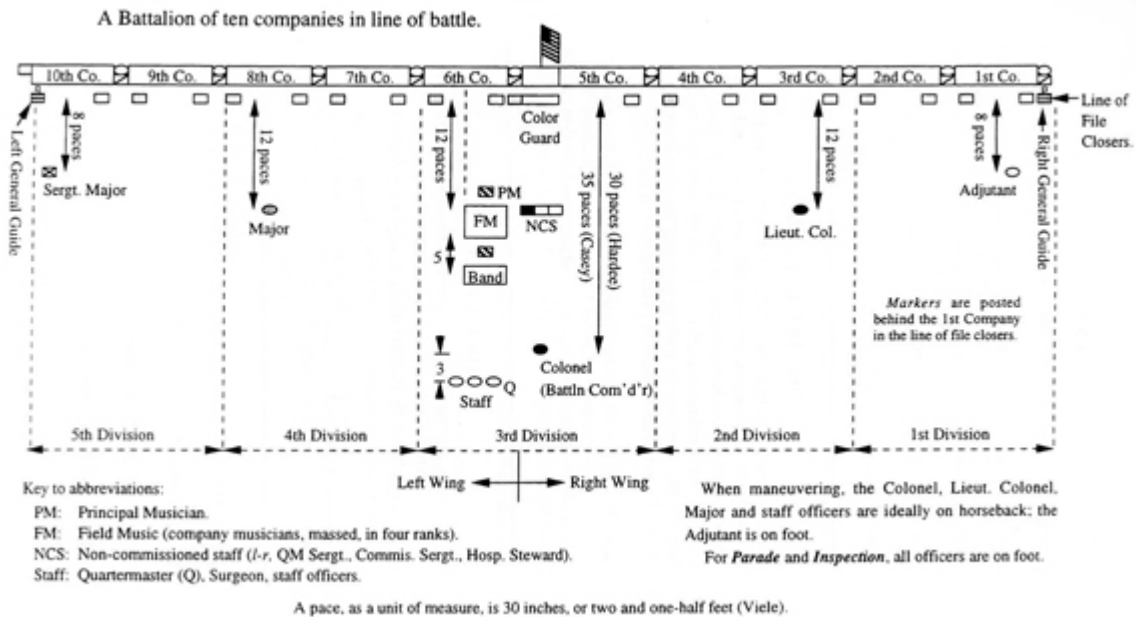 A Battalion of ten companies in line of battle.
10th Co.
9th Co.
8th Co.
7th Co.
6th Co.
5th Co.
4th Co.
3rd Co.
2nd Co.
1st Co.
Left General Guide
8 paces
12 paces
12 paces
Color
Guard
30 paces (Hardee)
35 paces (Casey)
12 paces
8 paces
Right General Guide
Line of
File
Closers.
Sergt. Major
PM
Adjutant
Major
FM
NCS
Lieut. Col.
5
Band
Markers are posted
behind the 1st Company
in the line of file closers.
3
Colonel
(Battln Com'd'r)
Q
Staff
5th Division
4th Division
3rd Division
2nd Division
1st Division
Left Wing
Right Wing
Key to abbreviations:
PM: Principal Musician.
FM: Field Music (company musicians, massed, in four ranks).
NCS: Non-commissioned staff (l-r, QM Sergt., Commis. Sergt., Hosp. Steward).
Staff: Quartermaster (Q), Surgeon, staff officers.
When maneuvering, the Colonel, Lieut. Colonel,
Major and staff officers are ideally on horseback; the
Adjutant is on foot.
For Parade and Inspection, all officers are on foot.
A pace, as a unit of measure, is 30 inches, or two and one-half feet (Viele).